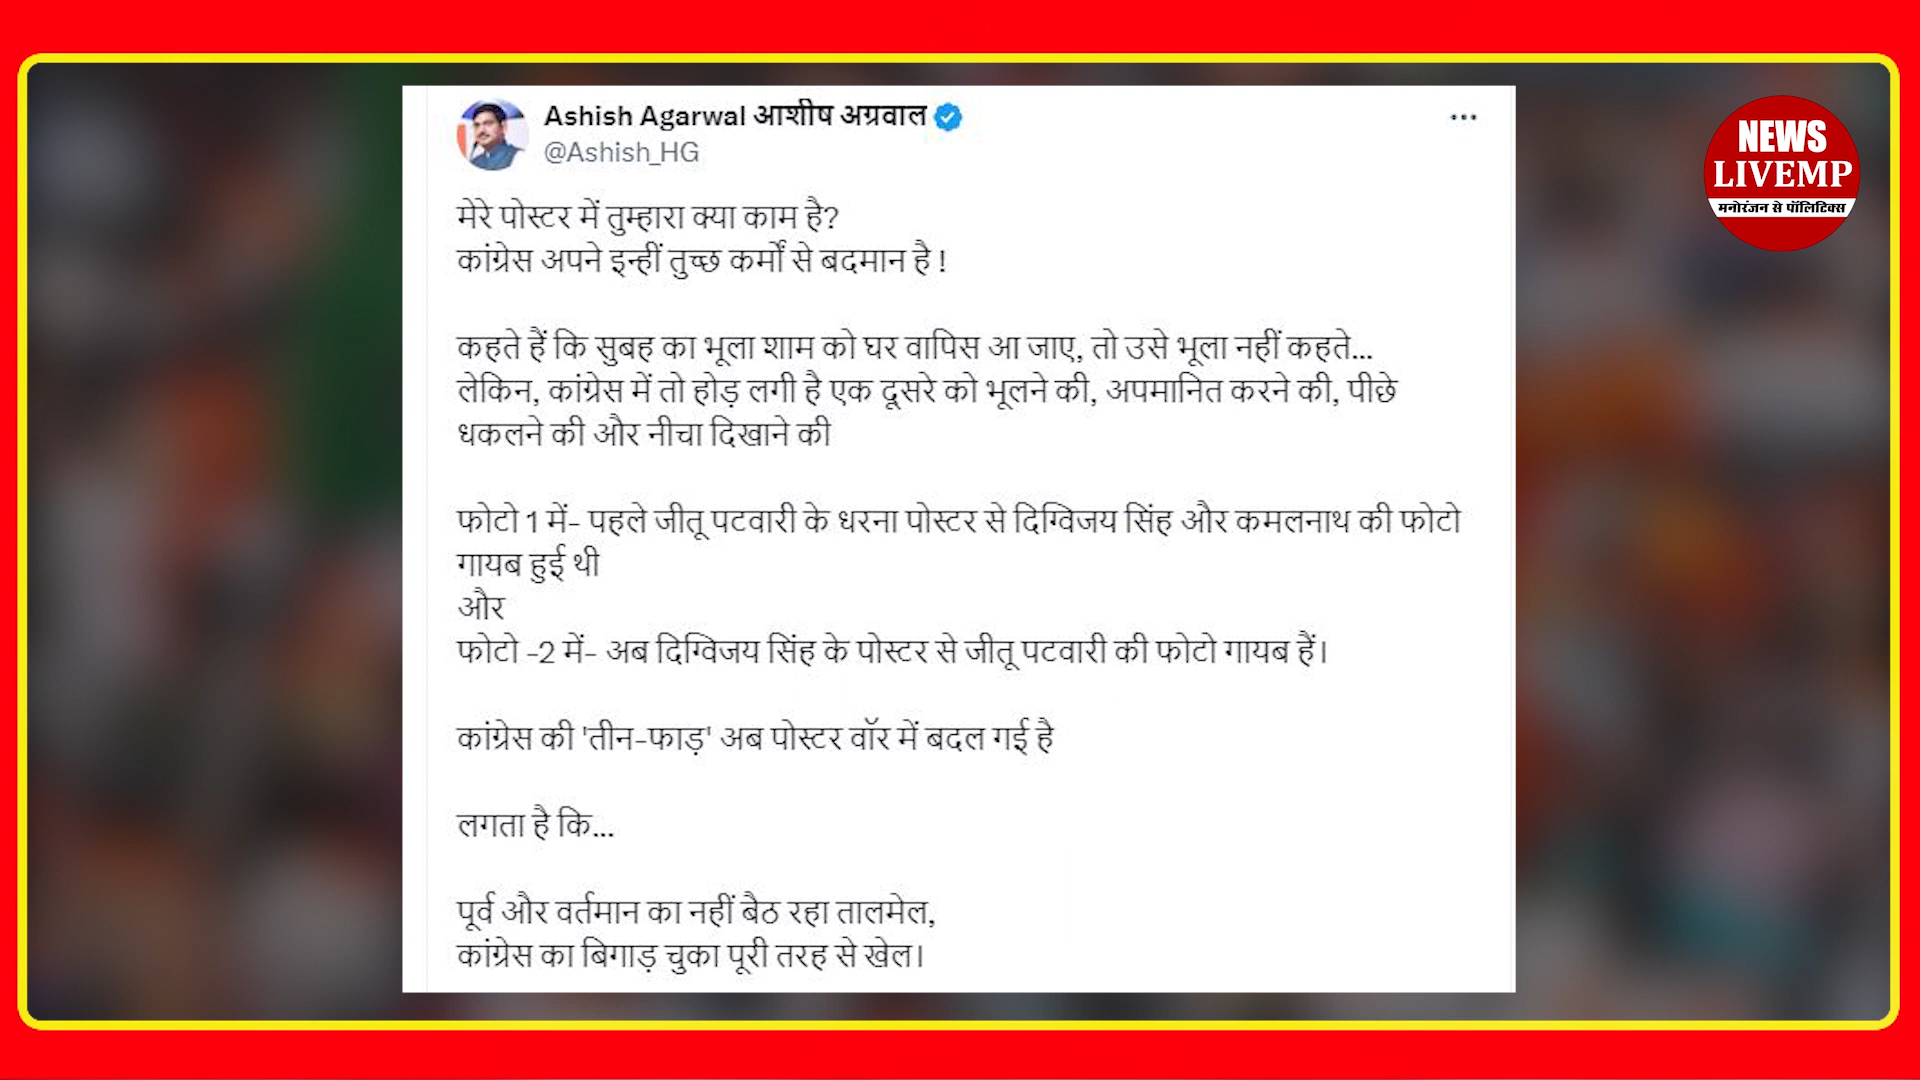 Ashish Agarwal आशीष अग्रवाल
@Ashish_HG
NEWS
LIVEMP
मनोरंजन से पॉलिटिक्स
मेरे पोस्टर में तुम्हारा क्या काम है?
कांग्रेस अपने इन्हीं तुच्छ कर्मों से बदमान है !
कहते हैं कि सुबह का भूला शाम को घर वापिस आ जाए, तो उसे भूला नहीं कहते...
लेकिन, कांग्रेस में तो होड़ लगी है एक दूसरे को भूलने की, अपमानित करने की, पीछे
धकलने की और नीचा दिखाने की
फोटो 1 में- पहले जीतू पटवारी के धरना पोस्टर से दिग्विजय सिंह और कमलनाथ की फोटो
गायब हुई थी
और
फोटो -2 में- अब दिग्विजय सिंह के पोस्टर से जीतू पटवारी की फोटो गायब हैं।
कांग्रेस की 'तीन-फाड़' अब पोस्टर वॉर में बदल गई है
लगता है कि...
पूर्व और वर्तमान का नहीं बैठ रहा तालमेल,
कांग्रेस का बिगाड़ चुका पूरी तरह से खेल।